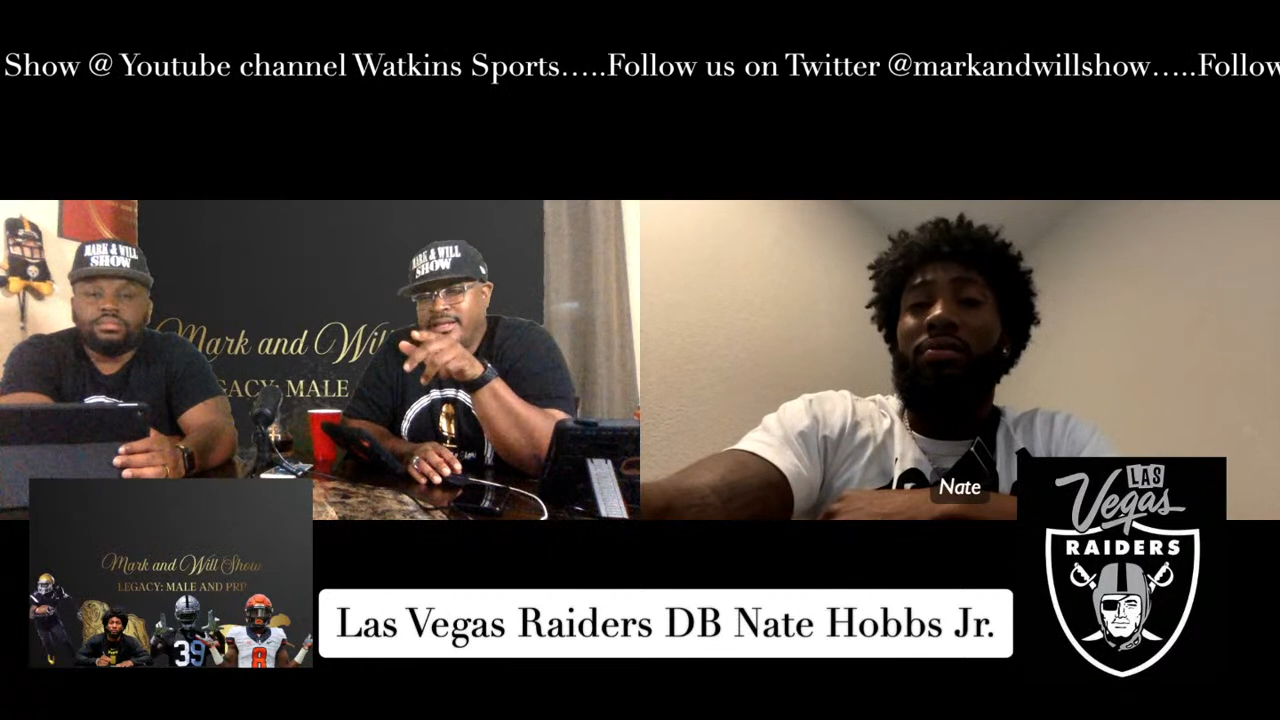 Show @ Youtube channel Watkins Sports…..Follow us on Twitter @markandwillshow…..Follow
MARK & WILL
SHOW
MARK & WILL
SHOW
Mark and Wil
GACY: MALE
Nate
LAS
Vegas
RAIDERS
Mark and Will Show
LEGACY: MALE AND PRP
39
8
Las Vegas Raiders DB Nate Hobbs Jr.